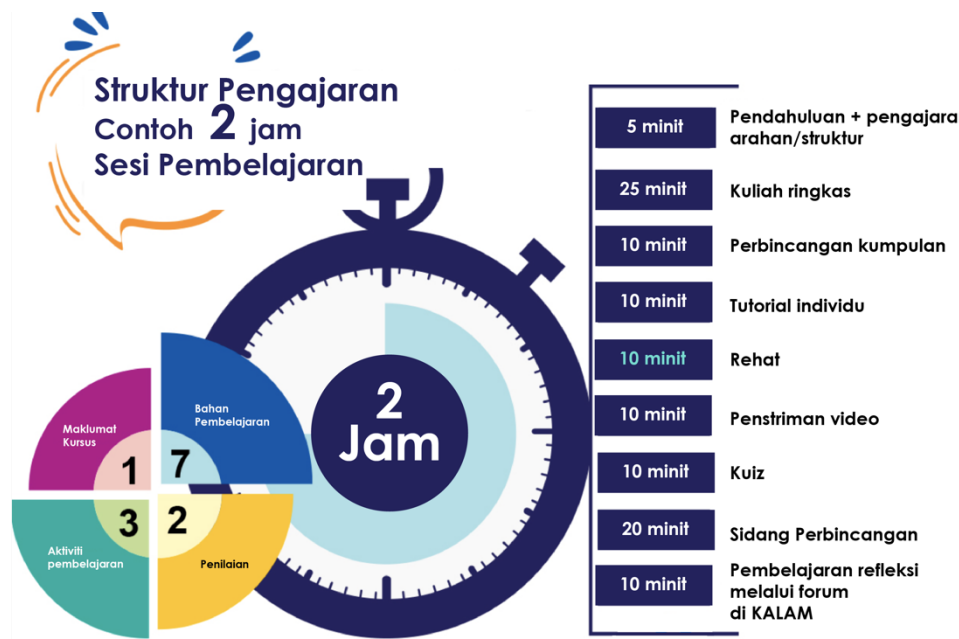 Struktur Pengajaran
Contoh 2 jam
Sesi Pembelajaran
5 minit
Pendahuluan + pengajara
arahan/struktur
25 minit
Kuliah ringkas
10 minit
Perbincangan kumpulan
10 minit
Tutorial individu
10 minit
Rehat
10 minit
Penstriman video
10 minit
Kuiz
20 minit
Sidang Perbincangan
10 minit
Pembelajaran refleksi
melalui forum
di KALAM
2
Jam
Maklumat
Kursus
1
Bahan
Pembelajaran
7
Aktiviti
pembelajaran
3
Penilaian
2